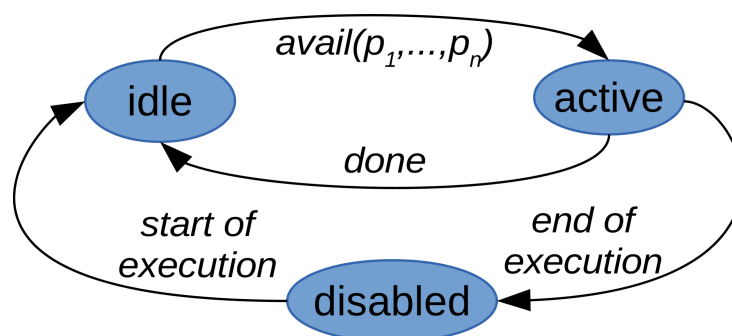 avail(p1,...,pn)
idle
active
done
start of
execution
end of
execution
disabled